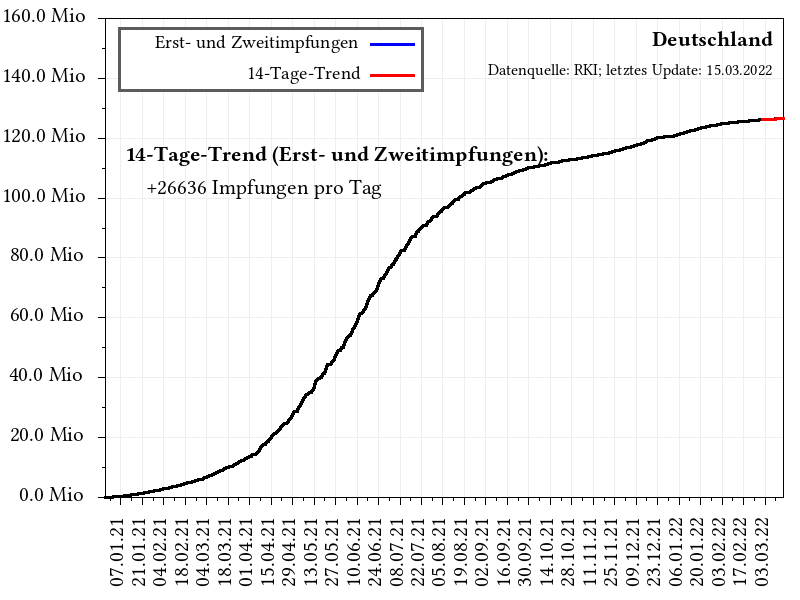 160.0 Mio
140.0 Mio
120.0 Mio
100.0 Mio
80.0 Mio
60.0 Mio
40.0 Mio
20.0 Mio
0.0 Mio
Erst- und Zweitimpfungen
14-Tage-Trend
Deutschland
Datenquelle: RKI; letztes Update: 15.03.2022
14-Tage-Trend (Erst- und Zweitimpfungen):
+26636 Impfungen pro Tag
07.01.21
21.01.21
04.02.21
18.02.21
04.03.21
18.03.21
01.04.21
15.04.21
29.04.21
13.05.21
27.05.21
10.06.21
24.06.21
08.07.21
22.07.21
05.08.21
19.08.21
02.09.21
16.09.21
30.09.21
14.10.21
28.10.21
11.11.21
25.11.21
09.12.21
23.12.21
06.01.22
20.01.22
03.02.22
17.02.22
03.03.22